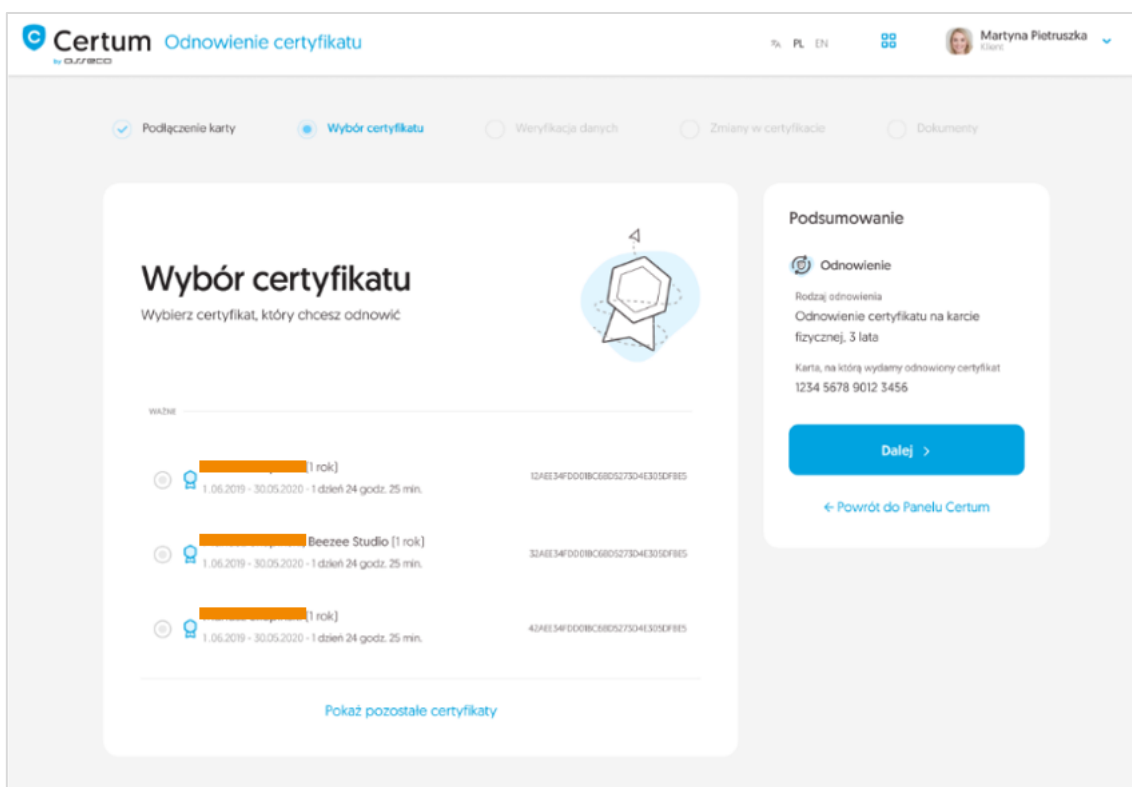 Certum Odnowienie certyfikatu
by asseco
PL EN
Martyna Pietruszka
Klient
Podłączenie karty
Wybór certyfikatu
Weryfikacja danych
Zmiany w certyfikacie
Dokumenty
Wybór certyfikatu
Wybierz certyfikat, który chcesz odnowić
WAŻNE
(1 rok)
1.06.2019 - 30.05.2020 - 1 dzień 24 godz. 25 min.
Beezee Studio (1 rok)
1.06.2019 - 30.05.2020 - 1 dzień 24 godz. 25 min.
(1 rok)
1.06.2019 - 30.05.2020 - 1 dzień 24 godz. 25 min.
Pokaż pozostałe certyfikaty
Podsumowanie
Odnowienie
Rodzaj odnowienia
Odnowienie certyfikatu na karcie
fizycznej, 3 lata
Karta, na którą wydamy odnowiony certyfikat
1234 5678 9012 3456
Dalej >
← Powrót do Panelu Certum